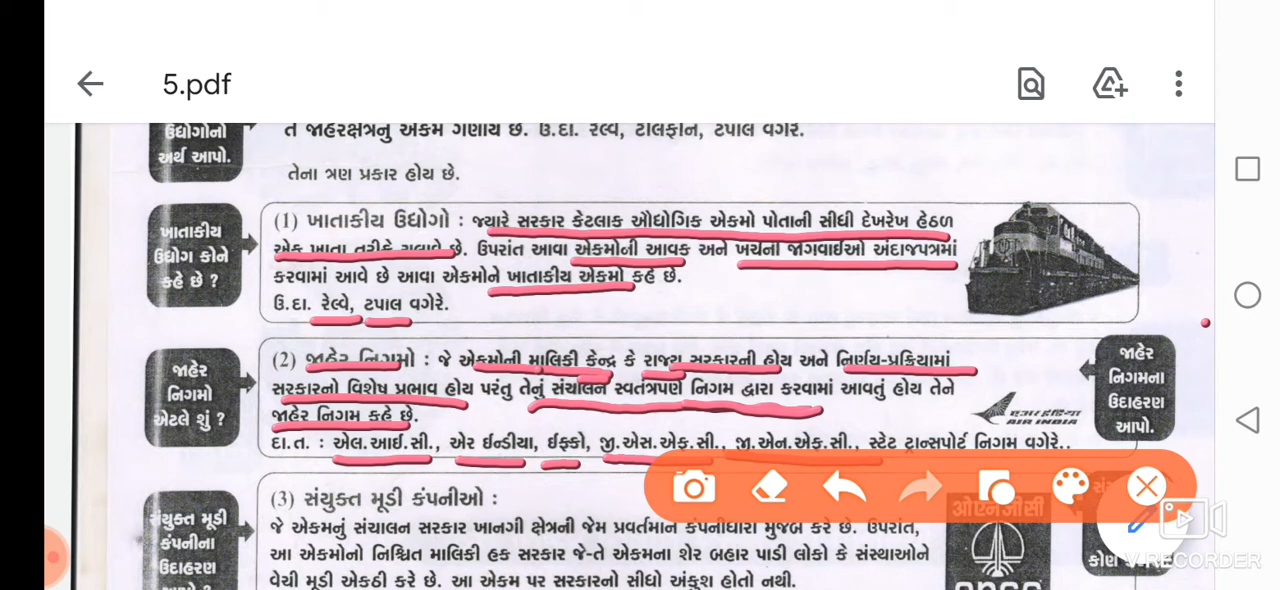 5.pdf
ઉદ્યોગોનો
અર્થ આપો.
તે જાહેરક્ષેત્રનું એકમ ગણાય છે. ઉ.દા. રેલ્વે, ટેલિફોન, ટપાલ વગેરે.
તેના ત્રણ પ્રકાર હોય છે.
ખાતાકીય
ઉદ્યોગ કોને
કહે છે ?
(1) ખાતાકીય ઉદ્યોગો : જ્યારે સરકાર કેટલાક ઔદ્યોગિક એકમો પોતાની સીધી દેખરેખ હેઠળ
એક ખાતા તરીકે ચલાવે છે. ઉપરાંત આવા એકમોની આવક અને ખર્ચની જોગવાઈઓ અંદાજપત્રમાં
કરવામાં આવે છે આવા એકમોને ખાતાકીય એકમો કહે છે.
ઉ.દા. રેલ્વે, ટપાલ વગેરે.
જાહેર
નિગમો
એટલે શું ?
(2) જાહેર નિગમો : જે એકમોની માલિકી કેન્દ્ર કે રાજ્ય સરકારની હોય અને નિર્ણય-પ્રક્રિયામાં
સરકારનો વિશેષ પ્રભાવ હોય પરંતુ તેનું સંચાલન સ્વતંત્રપણે નિગમ દ્વારા કરવામાં આવતું હોય તેને
જાહેર નિગમ કહે છે.
દા.ત. : એલ.આઈ.સી., એર ઈન્ડીયા, ઈફ્કો, જી.એસ.એફ.સી., જી.એન.એફ.સી., સ્ટેટ ટ્રાન્સપોર્ટ નિગમ વગેરે..
एअर इंडिया
AIR INDIA
જાહેર
નિગમના
ઉદાહરણ
આપો.
સંયુક્ત મૂડી
કંપનીના
ઉદાહરણ
(3) સંયુક્ત મૂડી કંપનીઓ :
જે એકમનું સંચાલન સરકાર ખાનગી ક્ષેત્રની જેમ પ્રવર્તમાન કંપનીધારા મુજબ કરે છે. ઉપરાંત,
આ એકમોનો નિશ્ચિત માલિકી હક સરકાર જે-તે એકમના શેર બહાર પાડી લોકો કે સંસ્થાઓને
વેચી મૂડી એકઠી કરે છે. આ એકમ પર સરકારનો સીધો અંકુશ હોતો નથી.
ओएनजीसी
ongc
કોણ
V.RECORDER